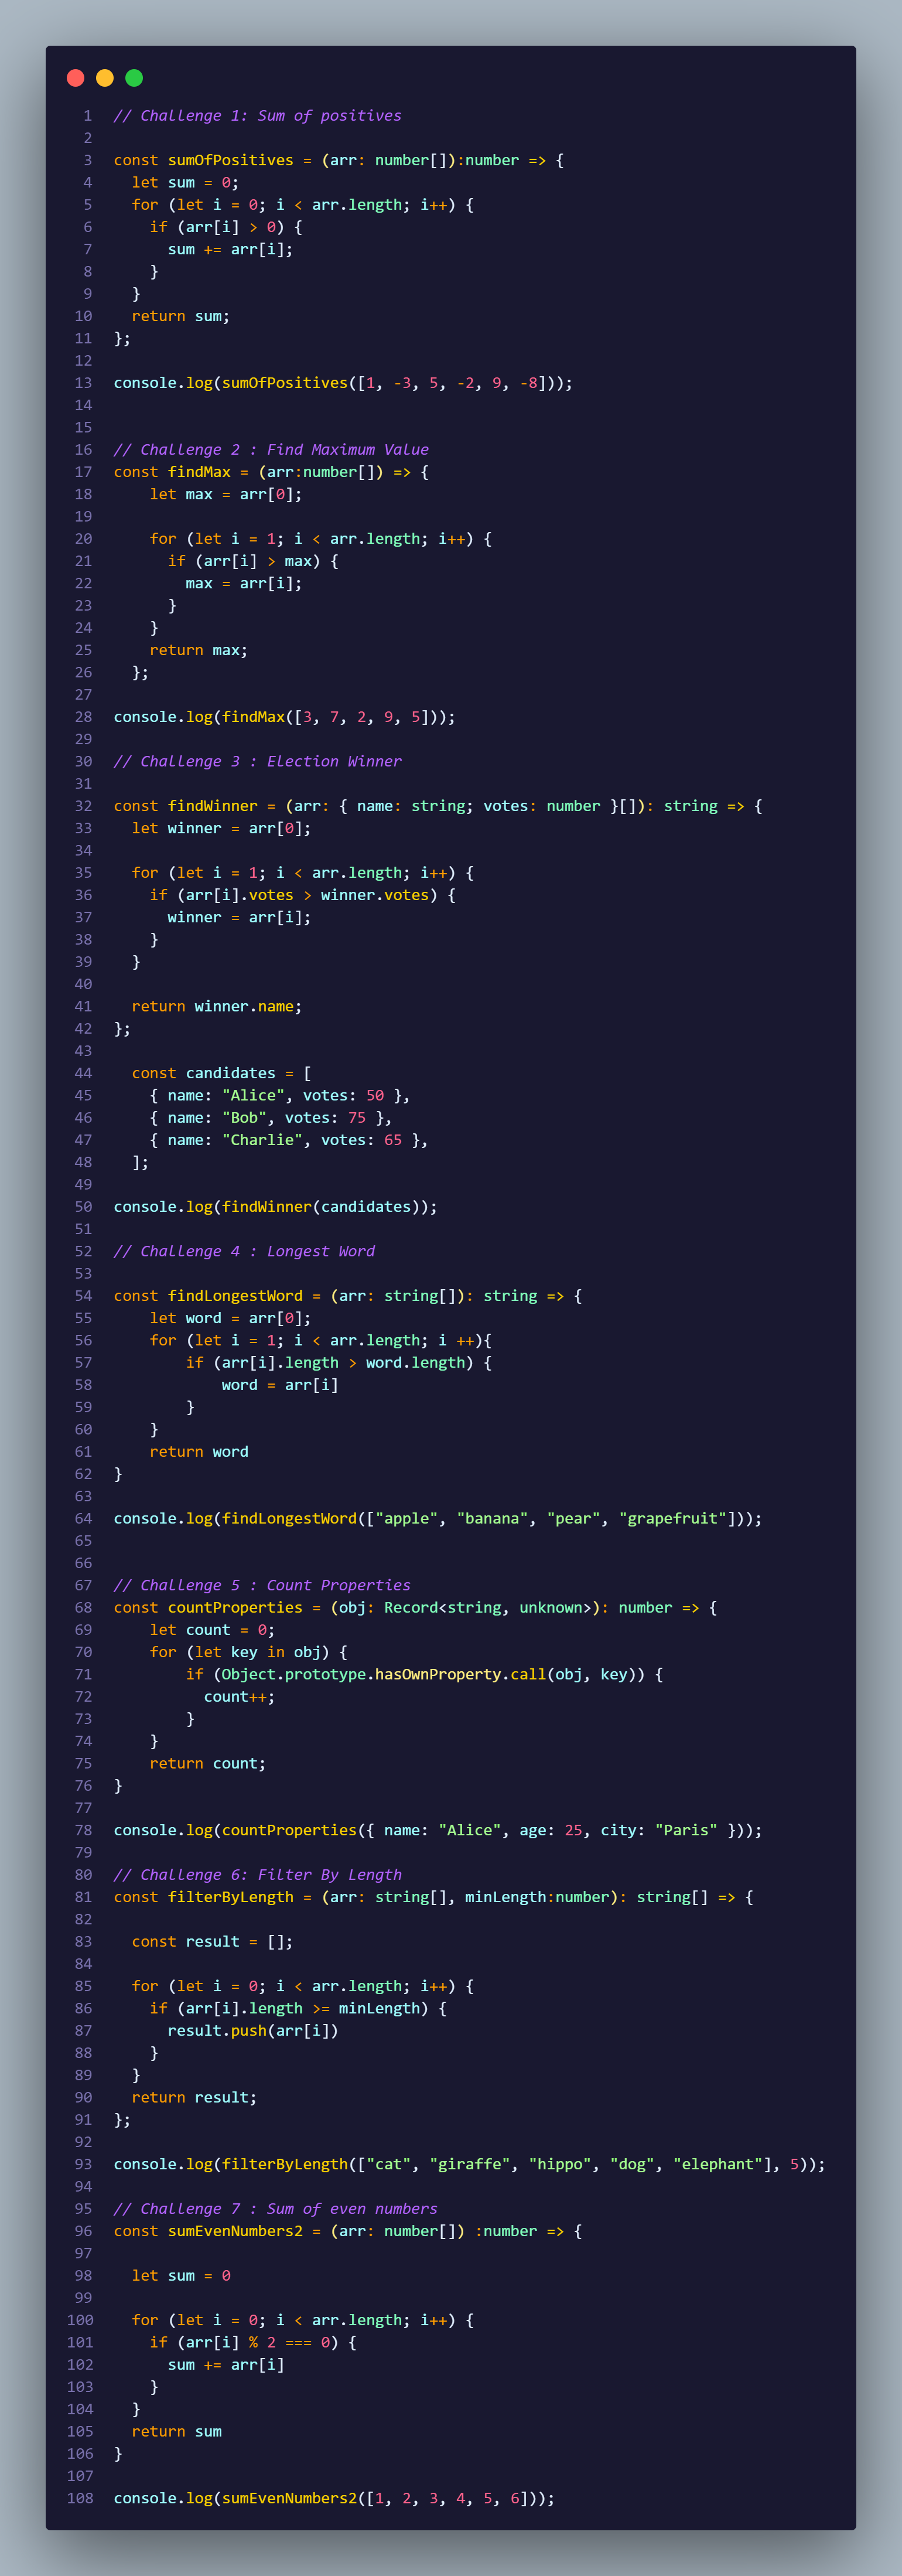 1 // Challenge 1: Sum of positives
2
3 const sumOfPositives = (arr: number[]):number => {
4   let sum = 0;
5   for (let i = 0; i < arr.length; i++) {
6     if (arr[i] > 0) {
7       sum += arr[i];
8     }
9   }
10   return sum;
11 };
12
13 console.log(sumOfPositives([1, -3, 5, -2, 9, -8]));
14
15
16 // Challenge 2 : Find Maximum Value
17 const findMax = (arr:number[]) => {
18     let max = arr[0];
19
20     for (let i = 1; i < arr.length; i++) {
21       if (arr[i] > max) {
22         max = arr[i];
23       }
24     }
25     return max;
26   };
27
28 console.log(findMax([3, 7, 2, 9, 5]));
29
30 // Challenge 3 : Election Winner
31
32 const findWinner = (arr: { name: string; votes: number }[]): string => {
33   let winner = arr[0];
34
35   for (let i = 1; i < arr.length; i++) {
36     if (arr[i].votes > winner.votes) {
37       winner = arr[i];
38     }
39   }
40
41   return winner.name;
42 };
43
44   const candidates = [
45     { name: "Alice", votes: 50 },
46     { name: "Bob", votes: 75 },
47     { name: "Charlie", votes: 65 },
48   ];
49
50 console.log(findWinner(candidates));
51
52 // Challenge 4 : Longest Word
53
54 const findLongestWord = (arr: string[]): string => {
55     let word = arr[0];
56     for (let i = 1; i < arr.length; i ++){
57         if (arr[i].length > word.length) {
58             word = arr[i]
59         }
60     }
61     return word
62 }
63
64 console.log(findLongestWord(["apple", "banana", "pear", "grapefruit"]));
65
66
67 // Challenge 5 : Count Properties
68 const countProperties = (obj: Record<string, unknown>): number => {
69     let count = 0;
70     for (let key in obj) {
71         if (Object.prototype.hasOwnProperty.call(obj, key)) {
72           count++;
73         }
74     }
75     return count;
76 }
77
78 console.log(countProperties({ name: "Alice", age: 25, city: "Paris" }));
79
80 // Challenge 6: Filter By Length
81 const filterByLength = (arr: string[], minLength:number): string[] => {
82
83   const result = [];
84
85   for (let i = 0; i < arr.length; i++) {
86     if (arr[i].length >= minLength) {
87       result.push(arr[i])
88     }
89   }
90   return result;
91 };
92
93 console.log(filterByLength(["cat", "giraffe", "hippo", "dog", "elephant"], 5));
94
95 // Challenge 7 : Sum of even numbers
96 const sumEvenNumbers2 = (arr: number[]) :number => {
97
98   let sum = 0
99
100   for (let i = 0; i < arr.length; i++) {
101     if (arr[i] % 2 === 0) {
102       sum += arr[i]
103     }
104   }
105   return sum
106 }
107
108 console.log(sumEvenNumbers2([1, 2, 3, 4, 5, 6]));